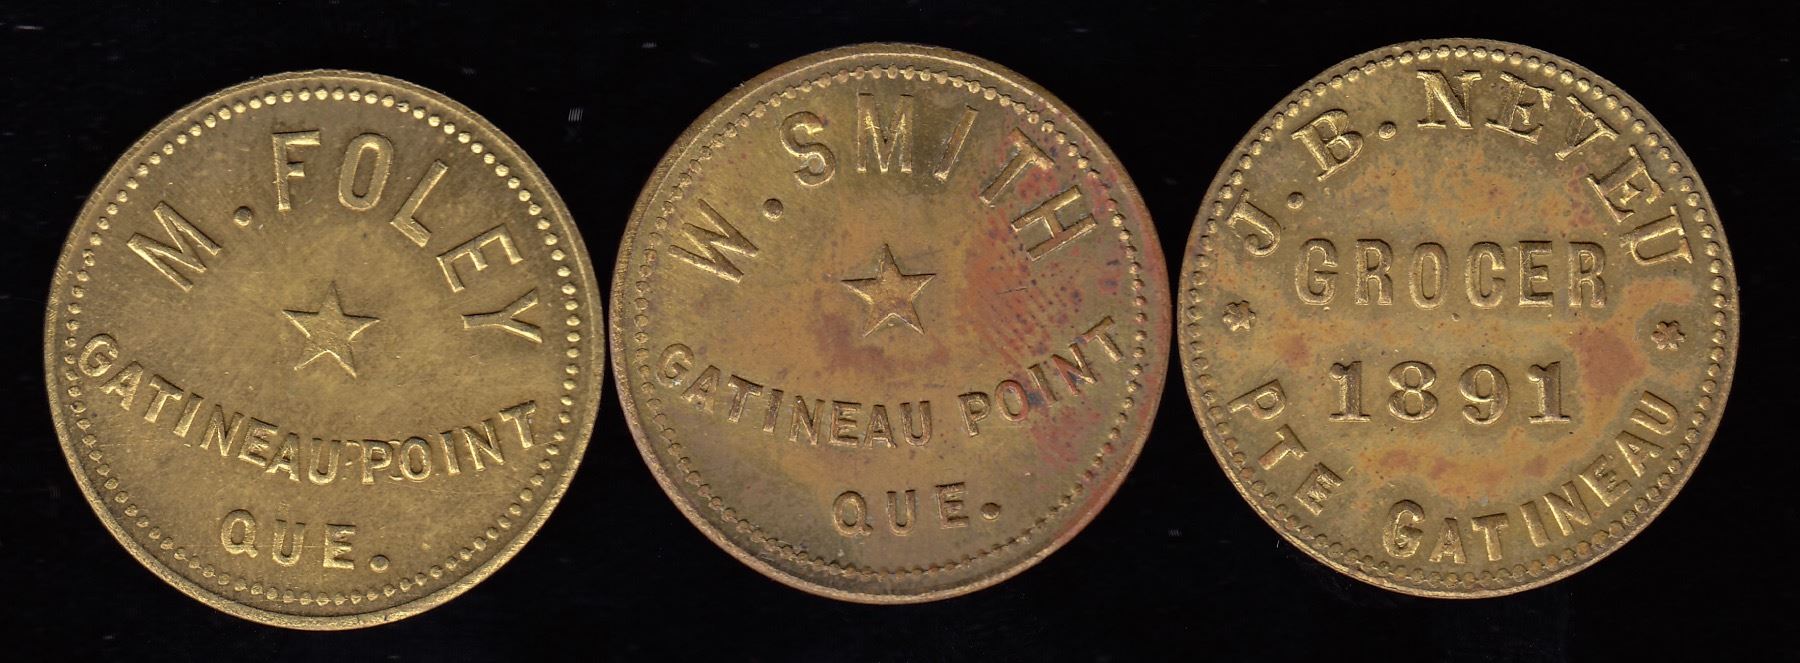 M. FOLEY
GATINEAU POINT
QUE.
W. SMITH
GATINEAU POINT
QUE.
J. B. NEVEU
GROCER
1891
PTE GATINEAU